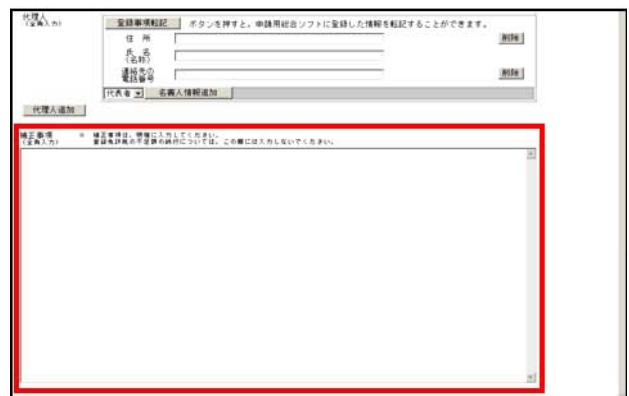 代理人
(全角入力)
登録事項転記 ボタンを押すと、申請用総合ソフトに登録した情報を転記することができます。
住 所 削除
氏 名
(名称)
連絡先の
電話番号 削除
代表者 名義人情報追加
代理人追加
補正事項
(全角入力)
※ 補正事項は、明確に入力してください。
登録免許税の不足額の納付については、この欄には入力しないでください。